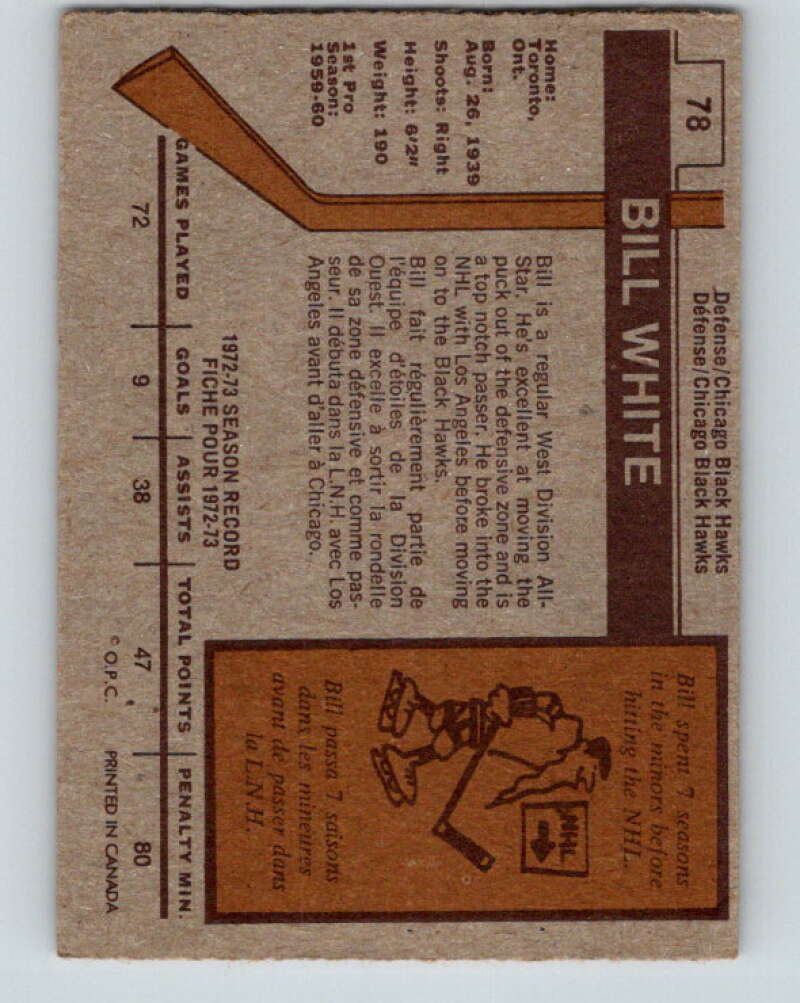 78
Defense/Chicago Black Hawks
Défense/Chicago Black Hawks
BILL WHITE
Home:
Toronto,
Ont.
Born:
Aug. 26, 1939
Shoots: Right
Height: 6'2"
Weight: 190
1st Pro
Season:
1959-60
Bill is a regular West Division All-
Star. He's excellent at moving the
puck out of the defensive zone and is
a top notch passer. He broke into the
NHL with Los Angeles before moving
on to the Black Hawks.
Bill fait régulièrement partie de
l'équipe d'étoiles de la Division
Ouest. Il excelle à sortir la rondelle
de sa zone défensive et comme pas-
seur. Il débuta dans la L.N.H. avec Los
Angeles avant d'aller à Chicago.
Bill spent 7 seasons
in the minors before
hitting the NHL.
NHL
Bill passa 7 saisons
dans les mineures
avant de passer dans
la L.N.H.
1972-73 SEASON RECORD
FICHE POUR 1972-73
GAMES PLAYED GOALS ASSISTS TOTAL POINTS PENALTY MIN.
72 9 38 47 80
© O.P.C. PRINTED IN CANADA